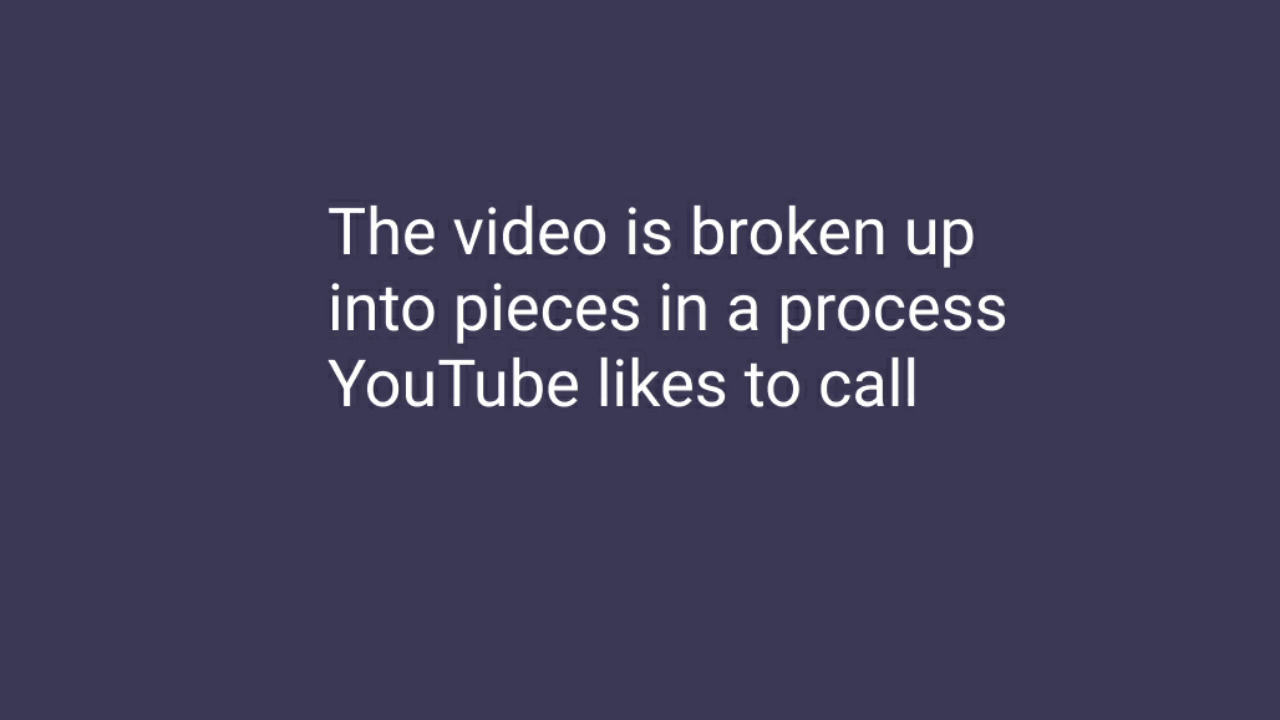 The video is broken up
into pieces in a process
YouTube likes to call